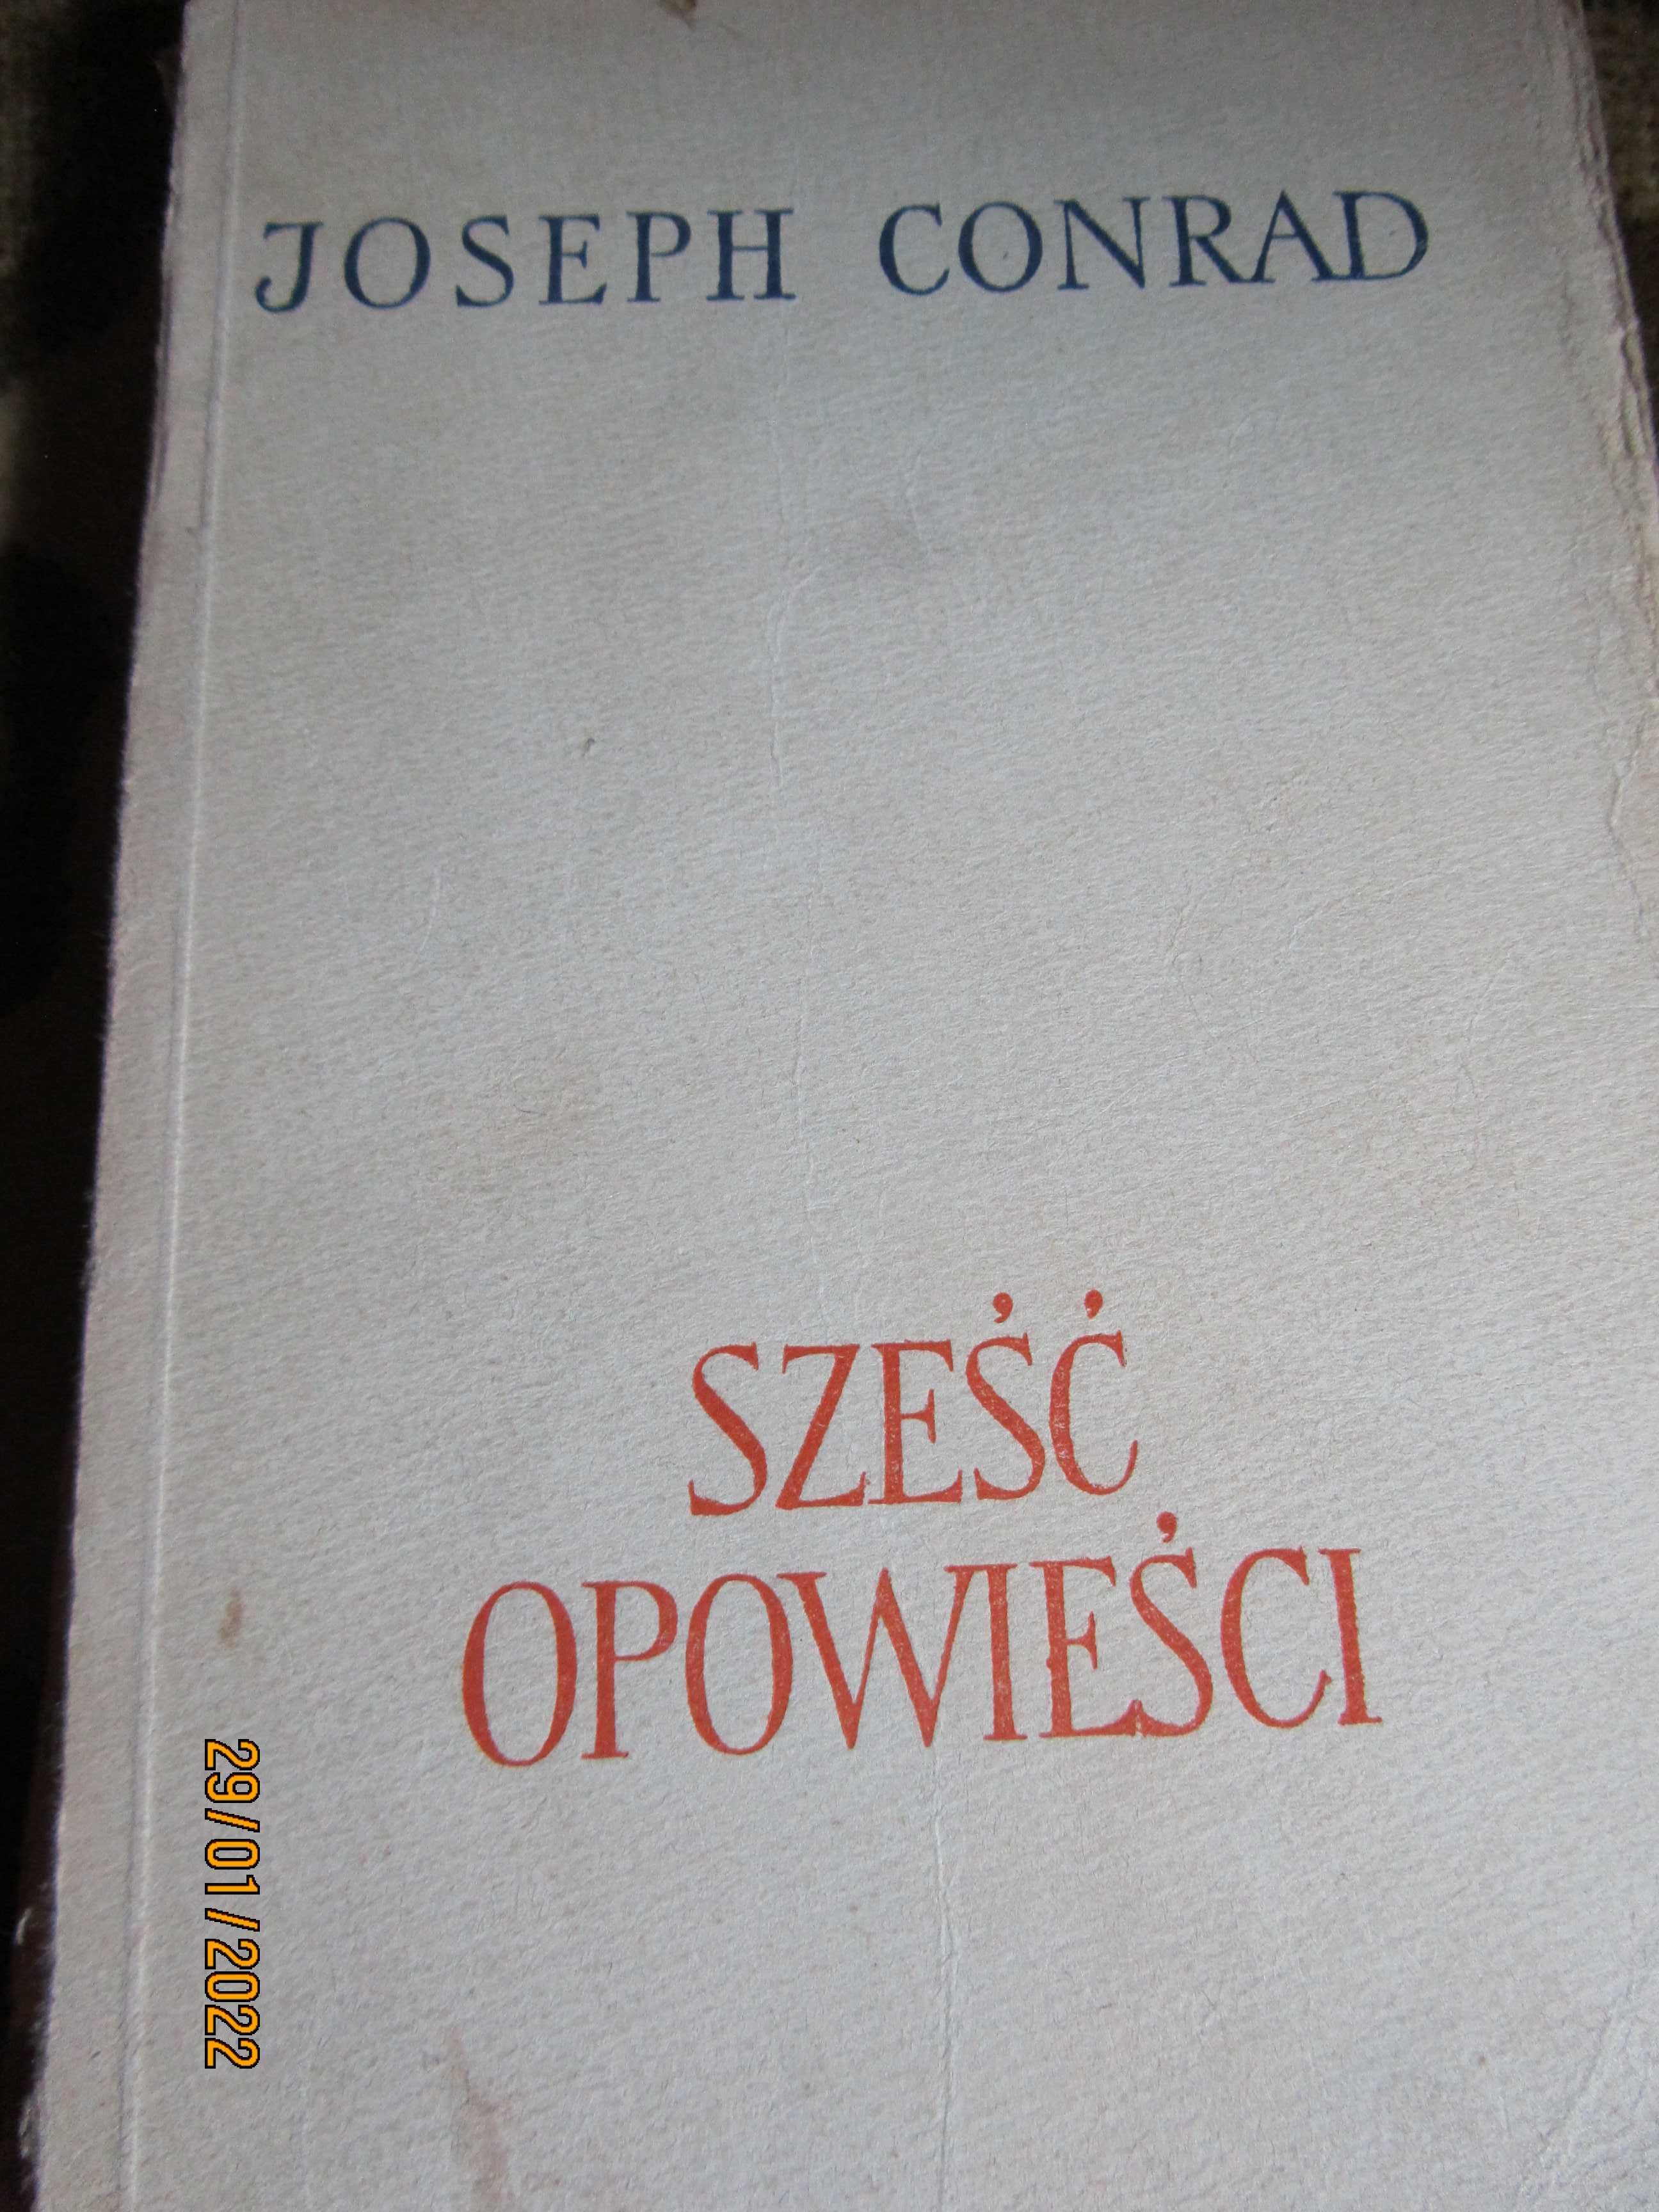 JOSEPH CONRAD
SZEŚĆ
OPOWIEŚCI
29/01/2022